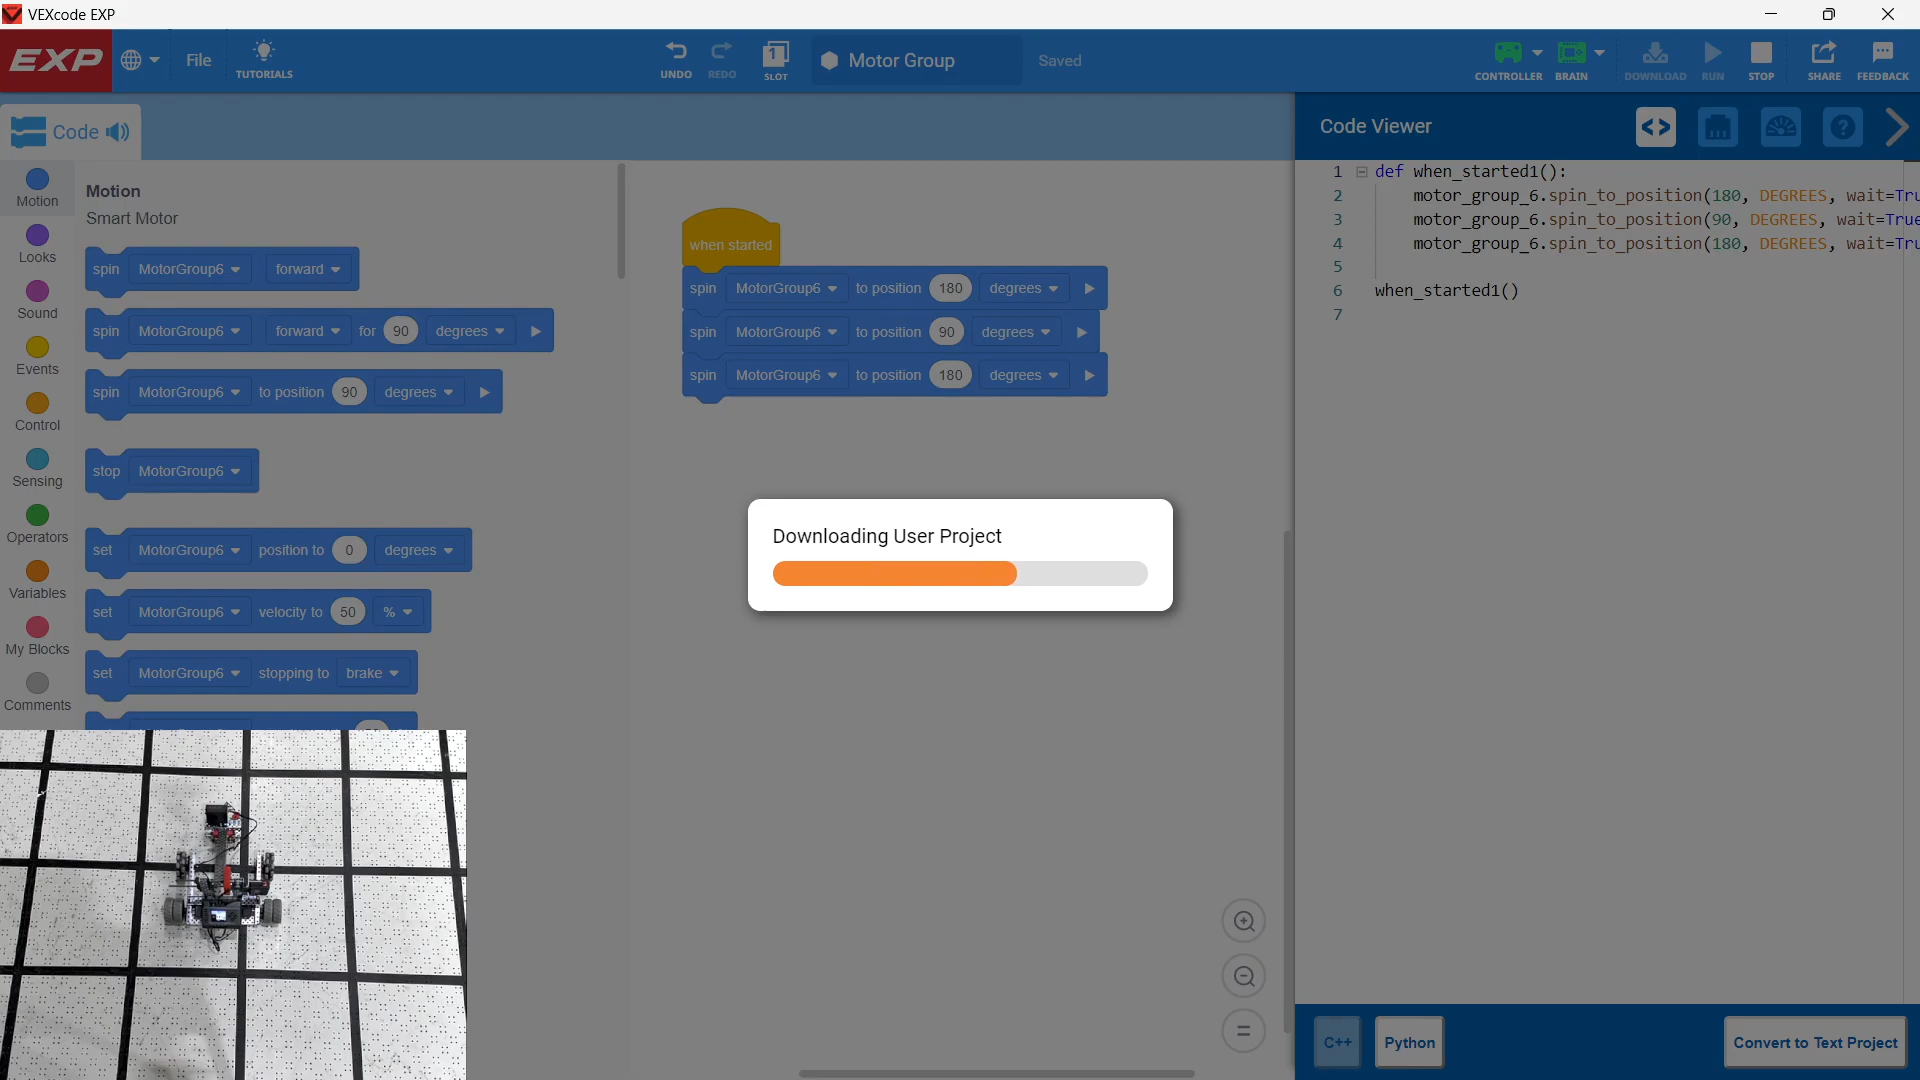 VEXcode EXP
EXP
File
TUTORIALS
UNDO
REDO
1
SLOT
Motor Group
Saved
CONTROLLER
BRAIN
DOWNLOAD
RUN
STOP
SHARE
FEEDBACK
Code
Code Viewer
Motion
Looks
Sound
Events
Control
Sensing
Operators
Variables
My Blocks
Comments
Motion
Smart Motor
spin MotorGroup6 forward
spin MotorGroup6 forward for 90 degrees
spin MotorGroup6 to position 90 degrees
stop MotorGroup6
set MotorGroup6 position to 0 degrees
set MotorGroup6 velocity to 50 %
set MotorGroup6 stopping to brake
when started
spin MotorGroup6 to position 180 degrees
spin MotorGroup6 to position 90 degrees
spin MotorGroup6 to position 180 degrees
Downloading User Project
1 def when_started1():
2 motor_group_6.spin_to_position(180, DEGREES, wait=Tru
3 motor_group_6.spin_to_position(90, DEGREES, wait=True
4 motor_group_6.spin_to_position(180, DEGREES, wait=Tru
5
6 when_started1()
7
C++
Python
Convert to Text Project